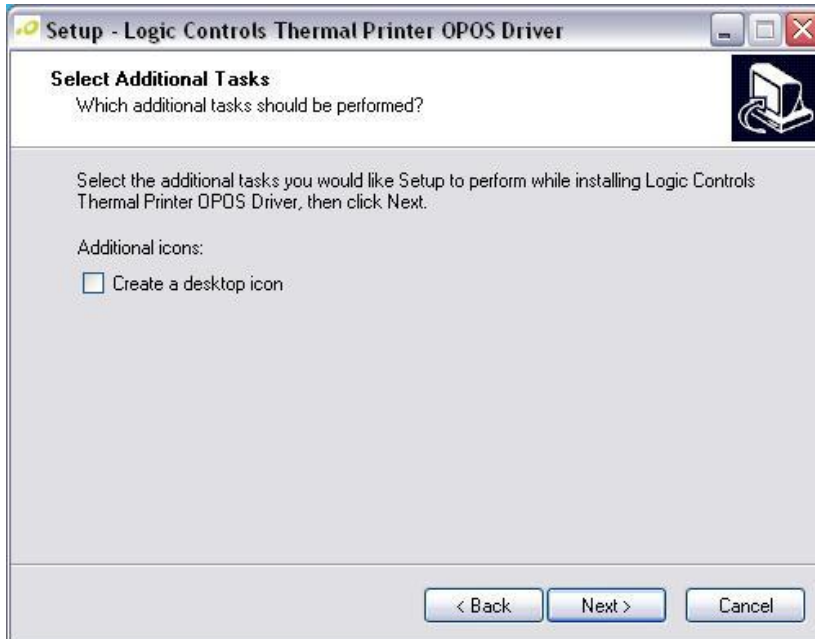 Setup - Logic Controls Thermal Printer OPOS Driver
Select Additional Tasks
Which additional tasks should be performed?
Select the additional tasks you would like Setup to perform while installing Logic Controls
Thermal Printer OPOS Driver, then click Next.
Additional icons:
Create a desktop icon
< Back
Next >
Cancel